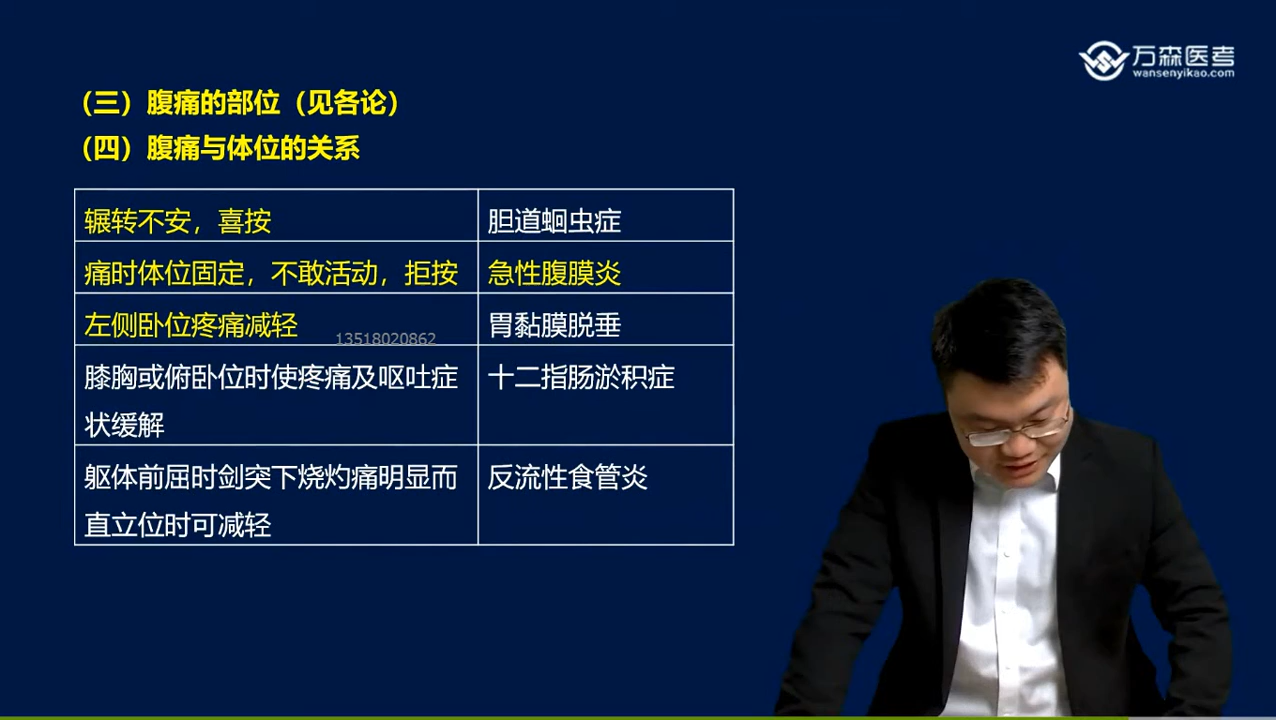 万森医考
wansenyikao.com
（三）腹痛的部位（见各论）
（四）腹痛与体位的关系
辗转不安，喜按
胆道蛔虫症
痛时体位固定，不敢活动，拒按
急性腹膜炎
左侧卧位疼痛减轻
胃黏膜脱垂
13518020862
膝胸或俯卧位时使疼痛及呕吐症
状缓解
十二指肠淤积症
躯体前屈时剑突下烧灼痛明显而
直立位时可减轻
反流性食管炎